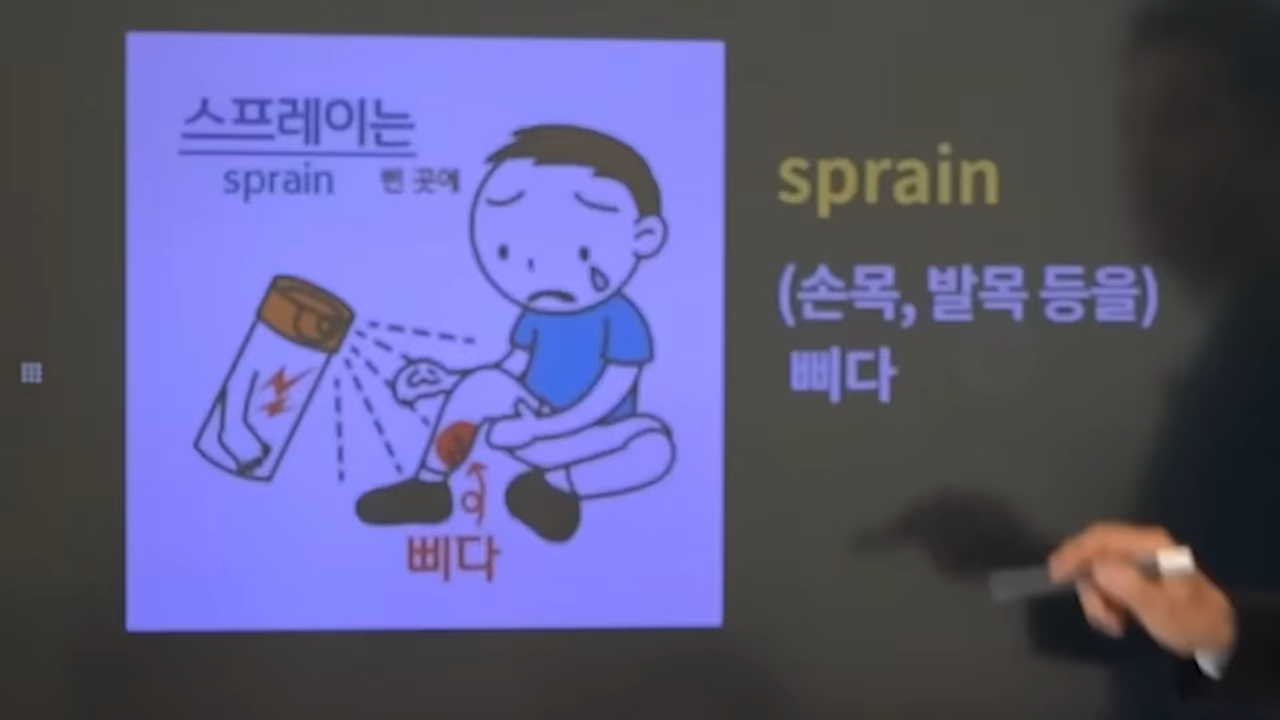 스프레이는
sprain 삔 곳에
삐다
sprain
(손목, 발목 등을)
삐다